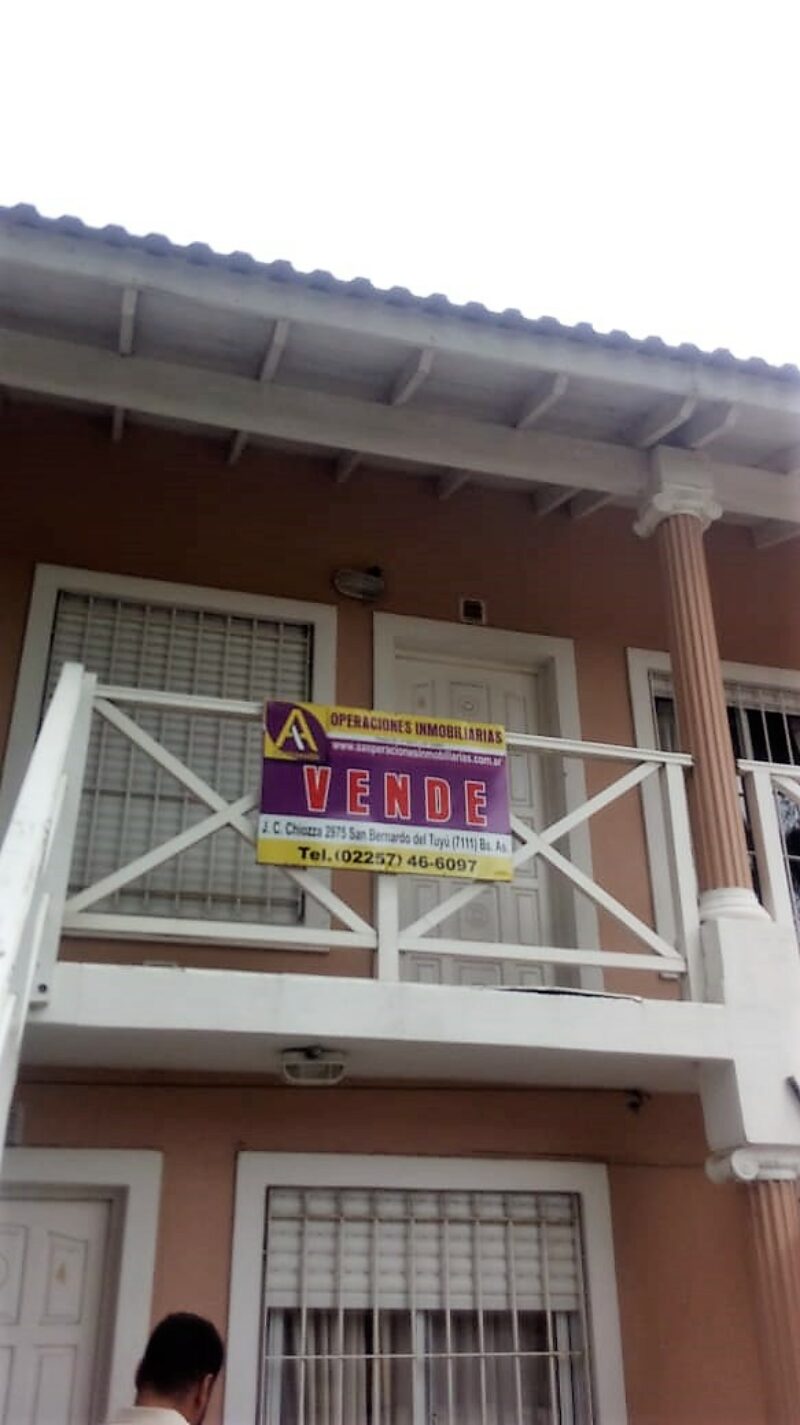 OPERACIONES INMOBILIARIAS
www.aaoperacionesinmobiliarias.com.ar
VENDE
J. C. Chiozza 2975 San Bernardo del Tuyú (7111) Bs. As.
Tel.(02257) 46-6097